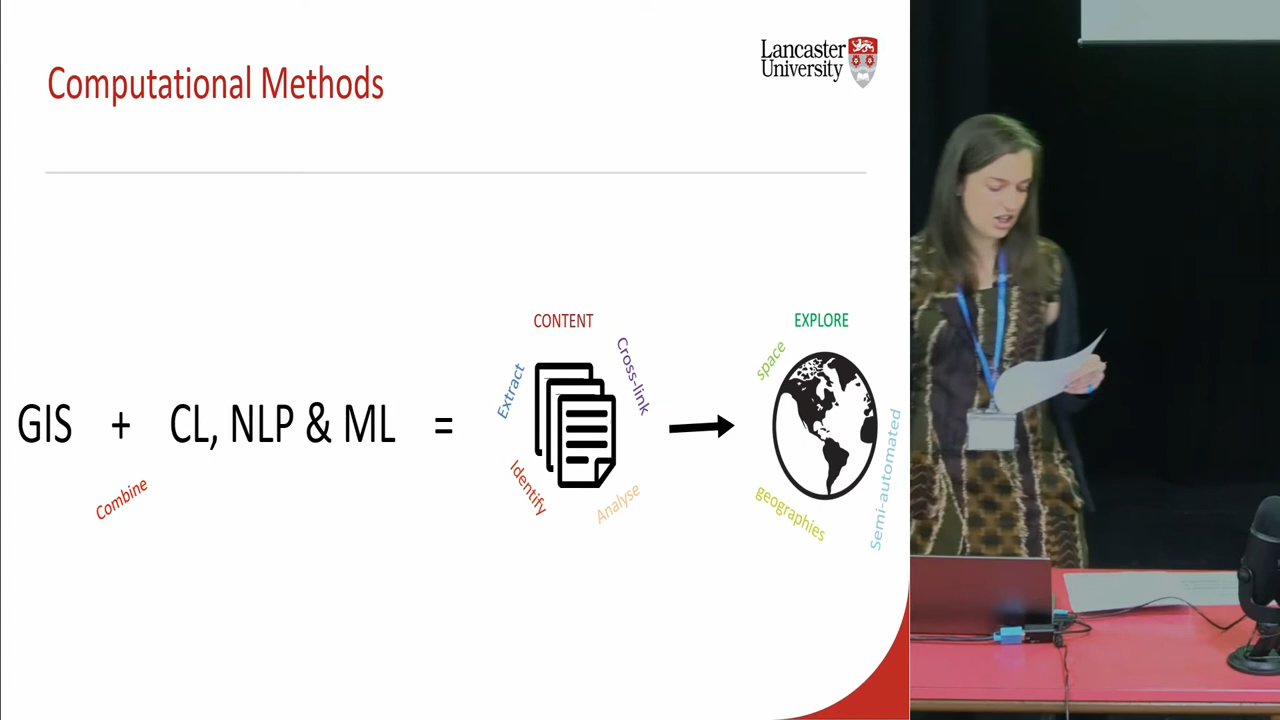 Computational Methods
Lancaster
University
CONTENT
EXPLORE
Extract
Cross-link
space
GIS + CL, NLP & ML =
Combine
Identify
Analyse
geographies
Semi-automated